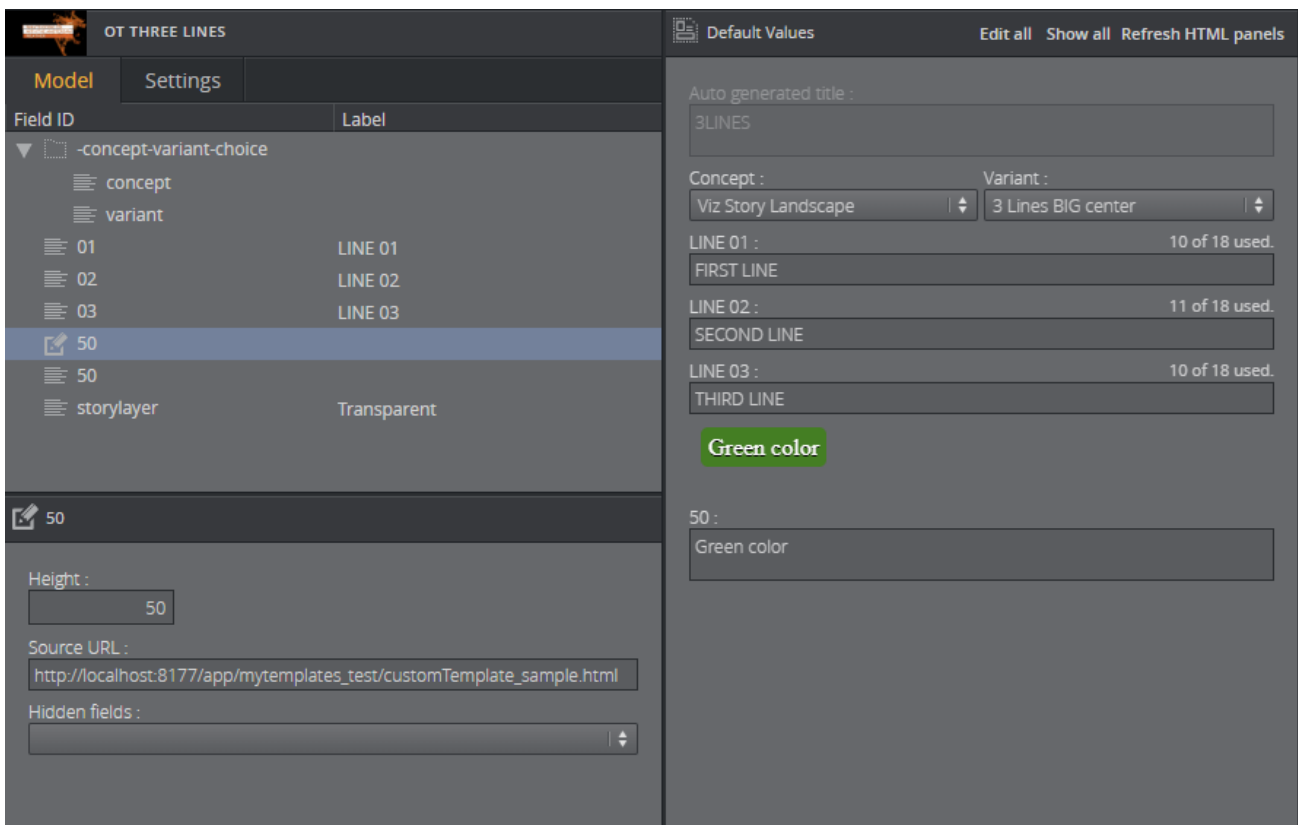 OT THREE LINES
Model Settings
Field ID Label
-concept-variant-choice
concept
variant
01 LINE 01
02 LINE 02
03 LINE 03
50
50
storylayer Transparent
50
Height :
50
Source URL :
http://localhost:8177/app/mytemplates_test/customTemplate_sample.html
Hidden fields :
Default Values Edit all Show all Refresh HTML panels
Auto generated title :
3LINES
Concept : Variant :
Viz Story Landscape 3 Lines BIG center
LINE 01 : 10 of 18 used.
FIRST LINE
LINE 02 : 11 of 18 used.
SECOND LINE
LINE 03 : 10 of 18 used.
THIRD LINE
Green color
50 :
Green color